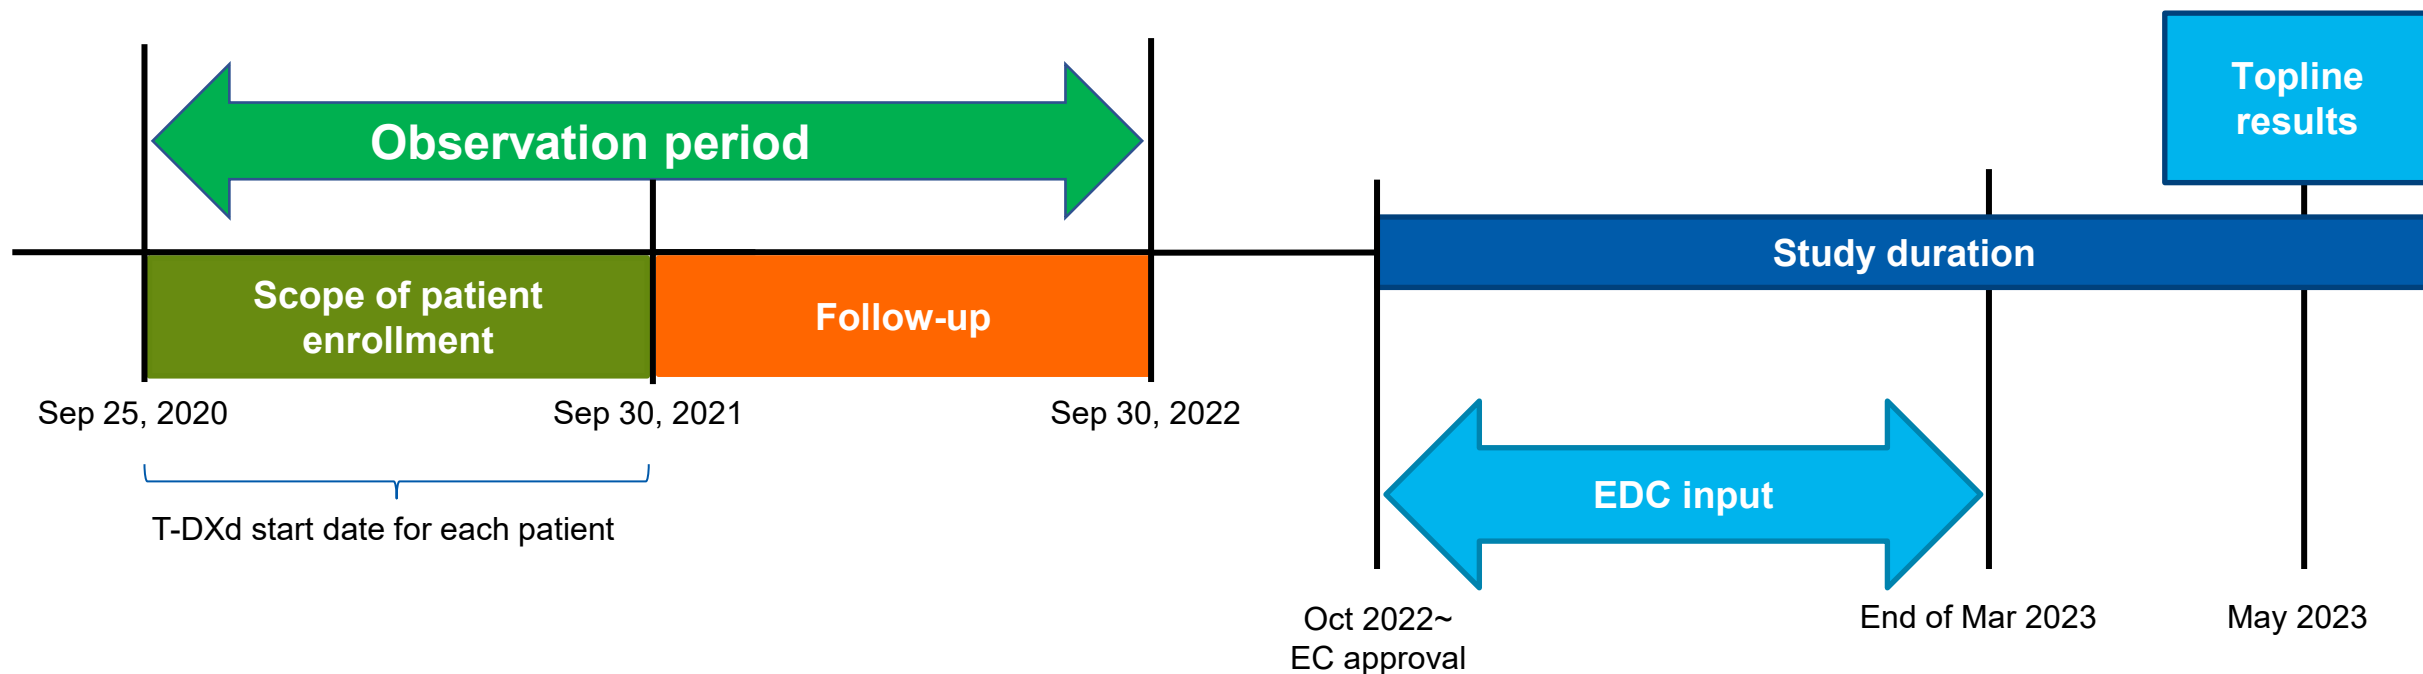 Topline
results
Observation period
Study duration
Scope of patient
enrollment
Follow-up
Sep 25, 2020
Sep 30, 2021
Sep 30, 2022
EDC input
T-DXd start date for each patient
Oct 2022~
EC approval
End of Mar 2023
May 2023